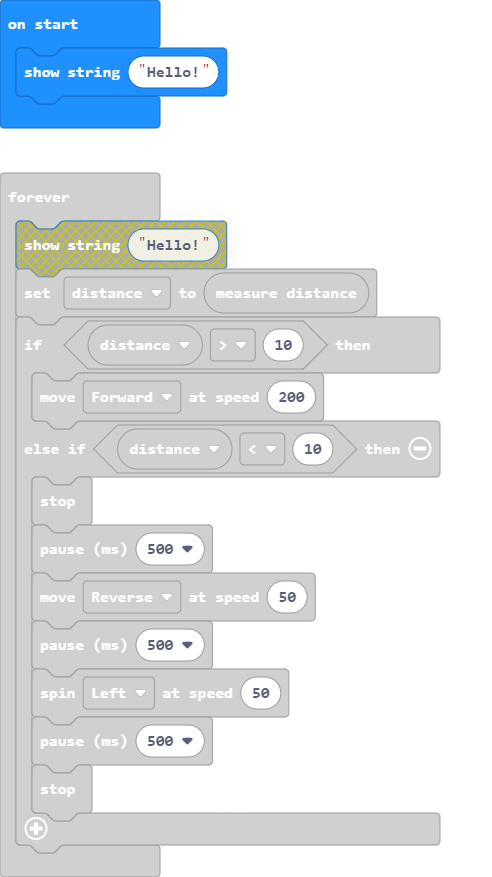 on start
show string "Hello!"
forever
show string "Hello!"
set distance to measure distance
if distance > 10 then
move Forward at speed 200
else if distance < 10 then
stop
pause (ms) 500
move Reverse at speed 50
pause (ms) 500
spin Left at speed 50
pause (ms) 500
stop